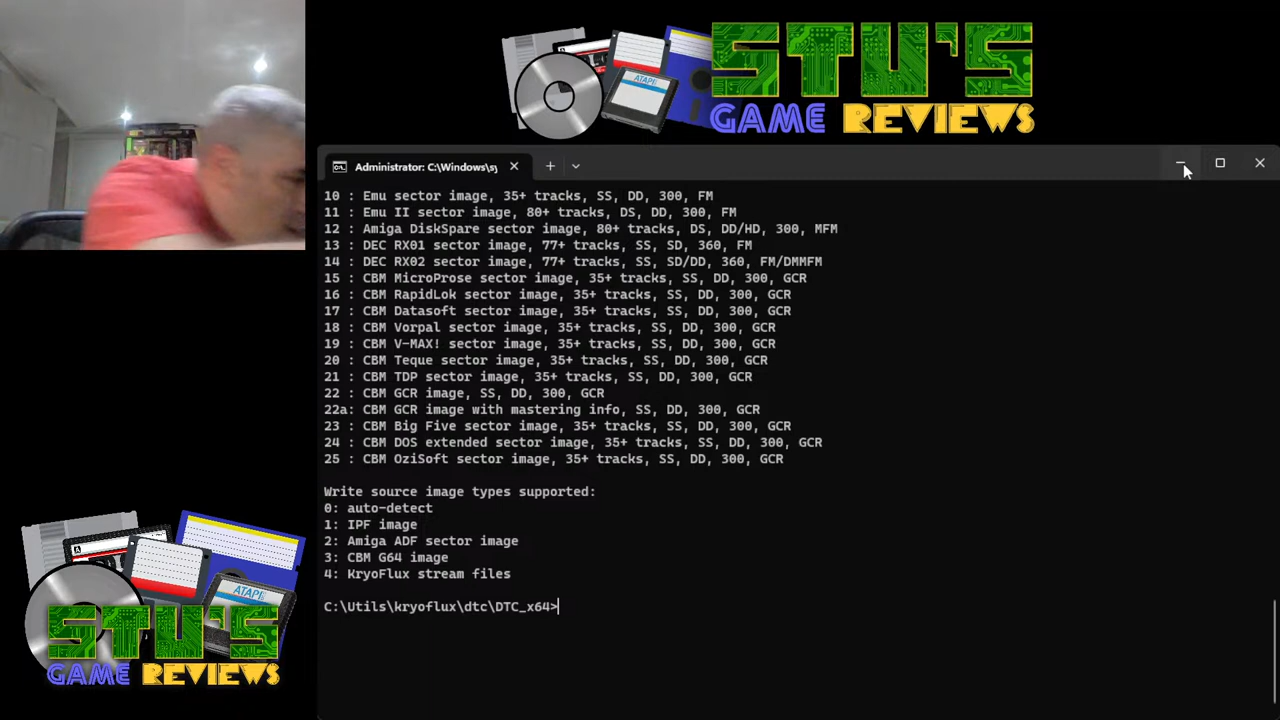 STU'S
GAME REVIEWS
ATAPI
Administrator: C:\Windows\sy
10 : Emu sector image, 35+ tracks, SS, DD, 300, FM
11 : Emu II sector image, 80+ tracks, DS, DD, 300, FM
12 : Amiga DiskSpare sector image, 80+ tracks, DS, DD/HD, 300, MFM
13 : DEC RX01 sector image, 77+ tracks, SS, SD, 360, FM
14 : DEC RX02 sector image, 77+ tracks, SS, SD/DD, 360, FM/DMMFM
15 : CBM MicroProse sector image, 35+ tracks, SS, DD, 300, GCR
16 : CBM RapidLok sector image, 35+ tracks, SS, DD, 300, GCR
17 : CBM Datasoft sector image, 35+ tracks, SS, DD, 300, GCR
18 : CBM Vorpal sector image, 35+ tracks, SS, DD, 300, GCR
19 : CBM V-MAX! sector image, 35+ tracks, SS, DD, 300, GCR
20 : CBM Teque sector image, 35+ tracks, SS, DD, 300, GCR
21 : CBM TDP sector image, 35+ tracks, SS, DD, 300, GCR
22 : CBM GCR image, SS, DD, 300, GCR
22a: CBM GCR image with mastering info, SS, DD, 300, GCR
23 : CBM Big Five sector image, 35+ tracks, SS, DD, 300, GCR
24 : CBM DOS extended sector image, 35+ tracks, SS, DD, 300, GCR
25 : CBM OziSoft sector image, 35+ tracks, SS, DD, 300, GCR
Write source image types supported:
0: auto-detect
1: IPF image
2: Amiga ADF sector image
3: CBM G64 image
4: KryoFlux stream files
C:\Utils\kryoflux\dtc\DTC_x64>
A
ATAPI
STU'S
GAME REVIEWS